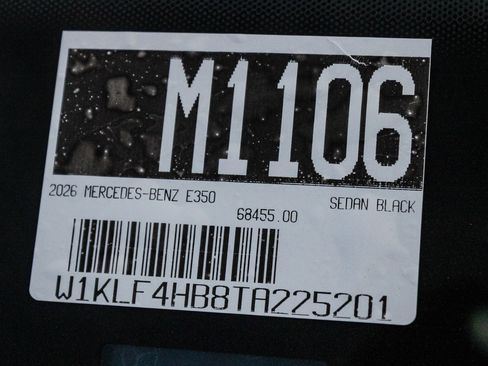 M1106
2026 MERCEDES-BENZ E350
SEDAN BLACK
68455.00
W1KLF4HB8TA225201